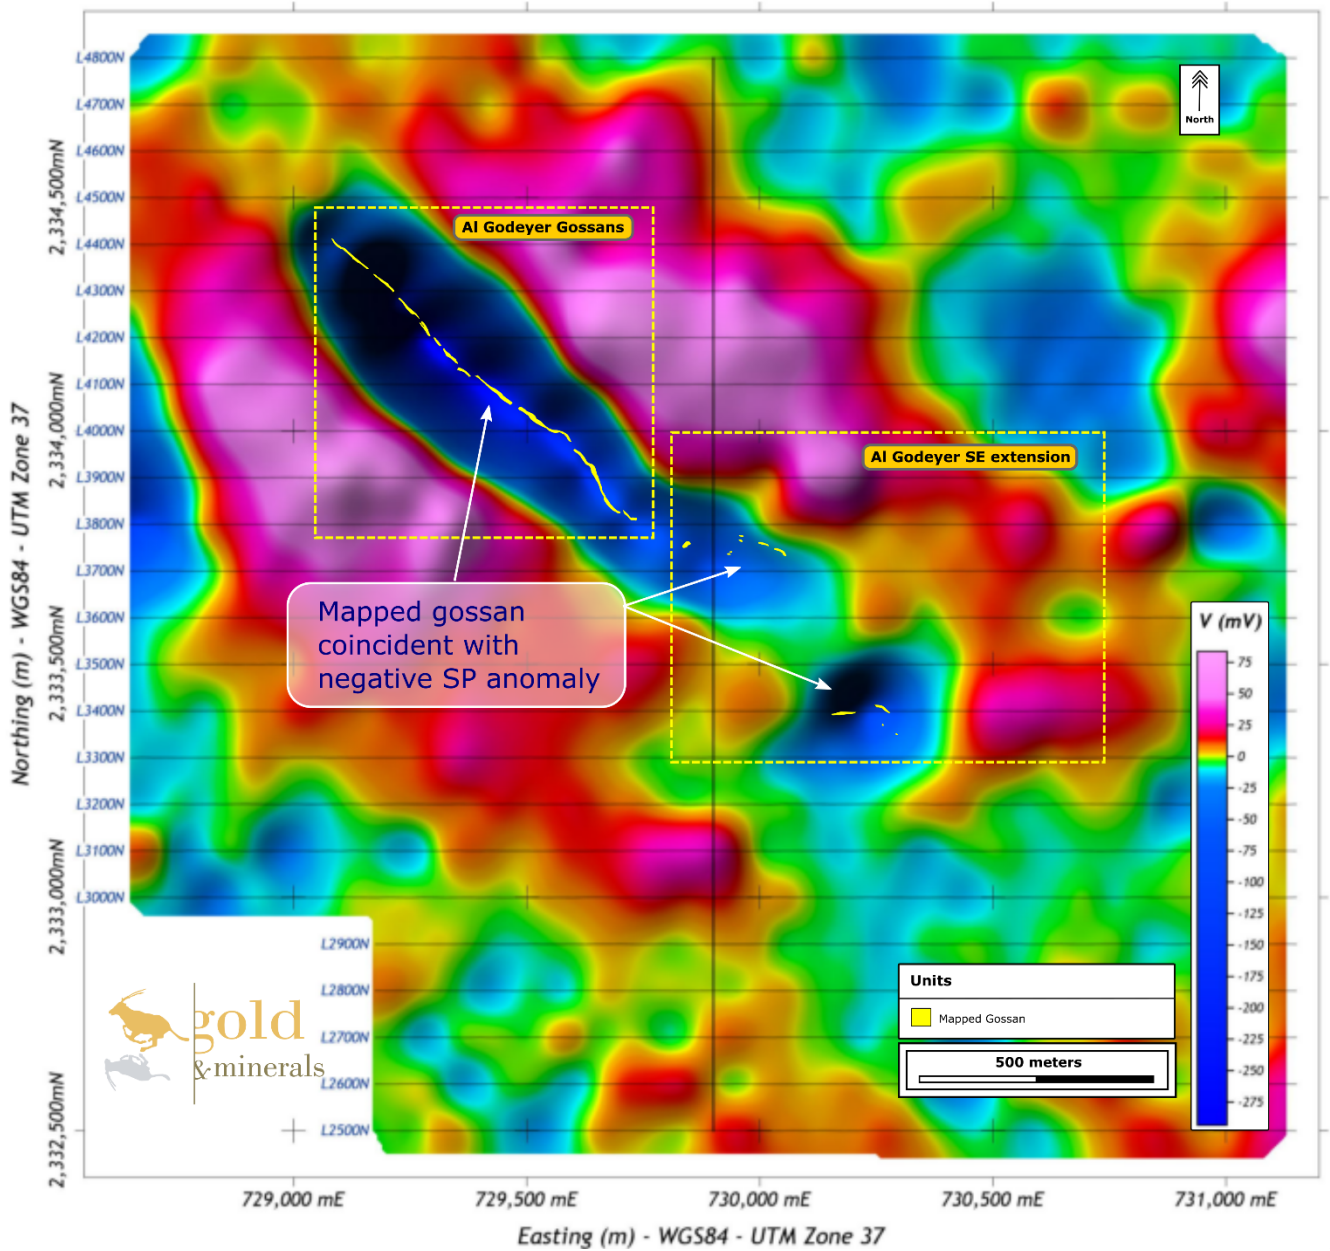 L4800N
L4700N
L4600N
L4500N
L4400N
L4300N
L4200N
L4100N
L4000N
L3900N
L3800N
L3700N
L3600N
L3500N
L3400N
L3300N
L3200N
L3100N
L3000N
L2900N
L2800N
L2700N
L2600N
L2500N
2,334,500mN
2,334,000mN
2,333,500mN
2,333,000mN
2,332,500mN
Northing (m) - WGS84 - UTM Zone 37
North
Al Godeyer Gossans
Al Godeyer SE extension
Mapped gossan
coincident with
negative SP anomaly
V (mV)
75
50
25
0
-25
-50
-75
-100
-125
-150
-175
-200
-225
-250
-275
Units
Mapped Gossan
500 meters
gold
&minerals
729,000 mE
729,500 mE
730,000 mE
730,500 mE
731,000 mE
Easting (m) - WGS84 - UTM Zone 37